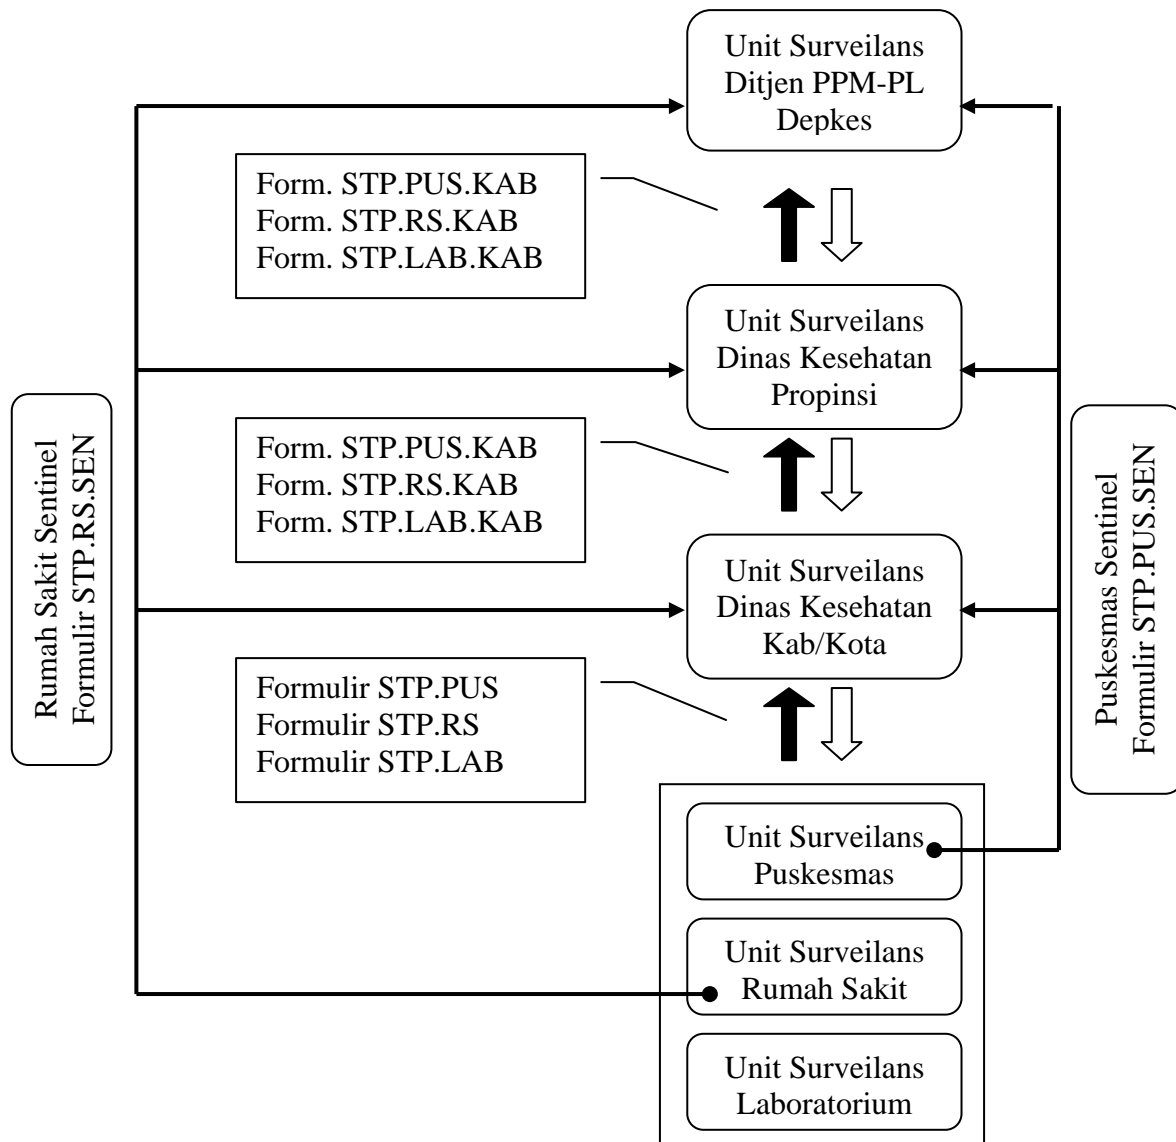 Unit Surveilans
Ditjen PPM-PL
Depkes
Form. STP.PUS.KAB
Form. STP.RS.KAB
Form. STP.LAB.KAB
Unit Surveilans
Dinas Kesehatan
Propinsi
Rumah Sakit Sentinel
Formulir STP.RS.SEN
Form. STP.PUS.KAB
Form. STP.RS.KAB
Form. STP.LAB.KAB
Puskesmas Sentinel
Formulir STP.PUS.SEN
Unit Surveilans
Dinas Kesehatan
Kab/Kota
Formulir STP.PUS
Formulir STP.RS
Formulir STP.LAB
Unit Surveilans
Puskesmas
Unit Surveilans
Rumah Sakit
Unit Surveilans
Laboratorium